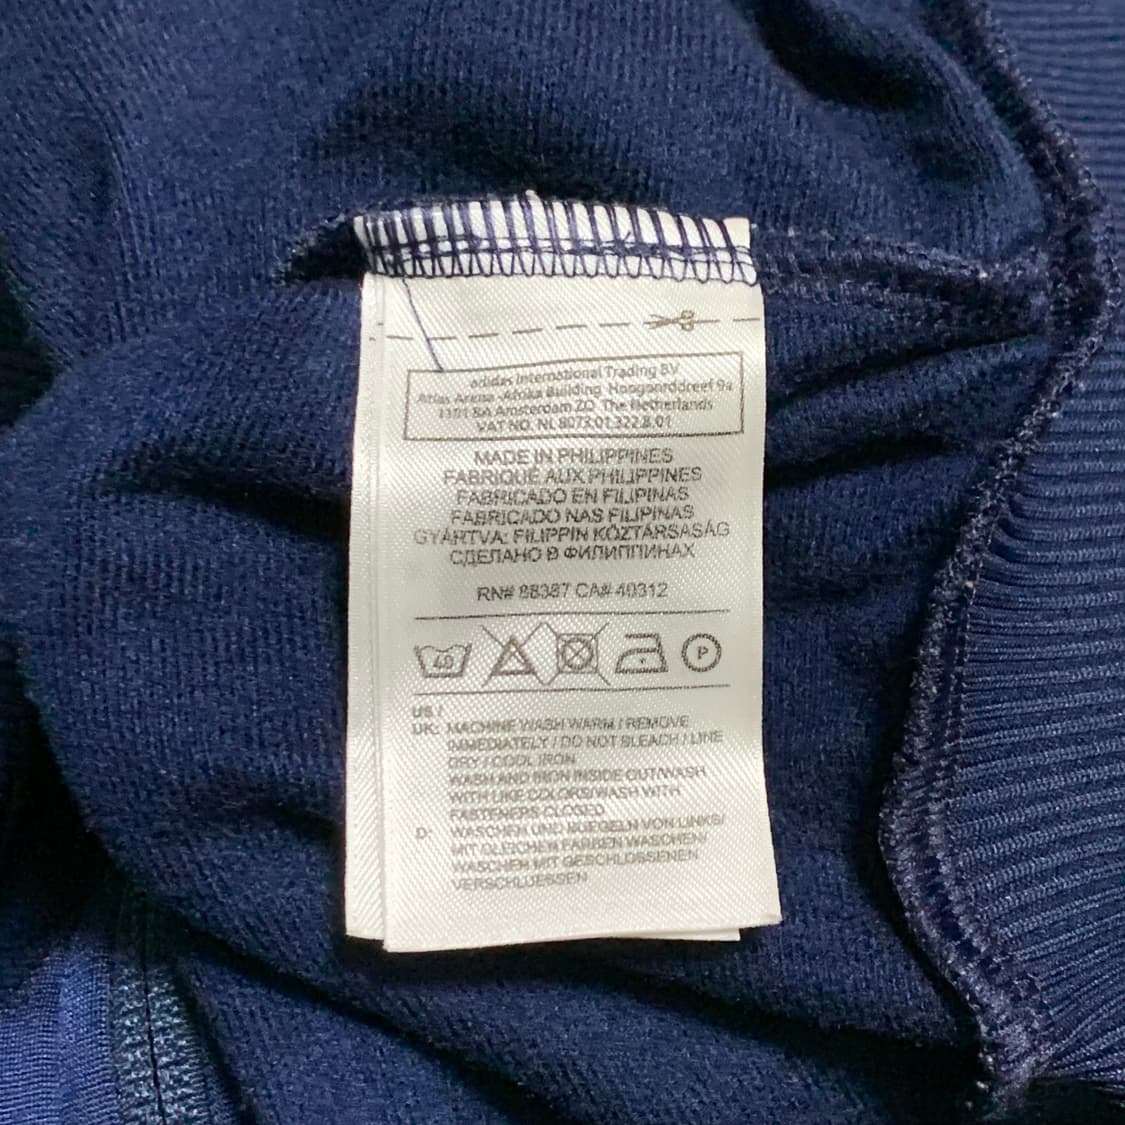 adidas International Trading BV
Atlas Arena -Afrika Building Hoogoorddreef 9a
1101 BA Amsterdam ZO The Netherlands
VAT NO. NL 8073.01.322.B.01
MADE IN PHILIPPINES
FABRIQUÉ AUX PHILIPPINES
FABRICADO EN FILIPINAS
FABRICADO NAS FILIPINAS
GYÁRTVA: FILIPPIN KÖZTÁRSASÁG
СДЕЛАНО В ФИЛИППИНАХ
RN# 88387 CA# 40312
40 P
US /
UK: MACHINE WASH WARM / REMOVE
IMMEDIATELY / DO NOT BLEACH / LINE
DRY / COOL IRON
WASH AND IRON INSIDE OUT/WASH
WITH LIKE COLORS/WASH WITH
FASTENERS CLOSED
D: WASCHEN UND BUEGELN VON LINKS/
MIT GLEICHEN FARBEN WASCHEN/
WASCHEN MIT GESCHLOSSENEN
VERSCHLUESSEN